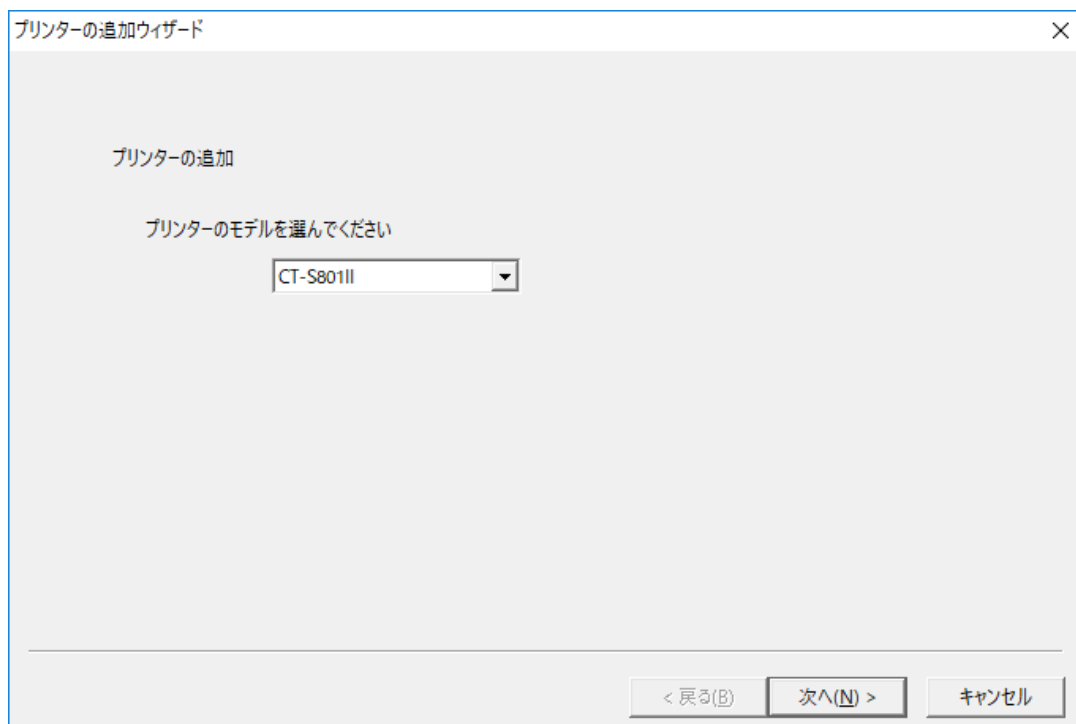 プリンターの追加ウィザード
プリンターの追加
プリンターのモデルを選んでください
CT-S801II
< 戻る(B) 次へ(N) > キャンセル